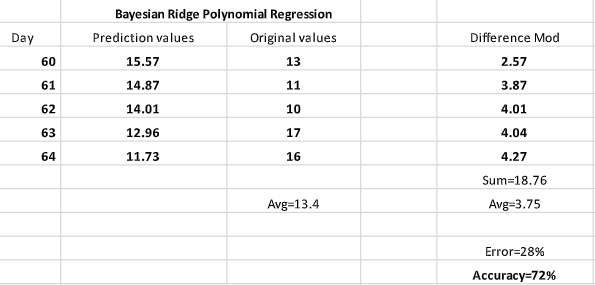 Bayesian Ridge Polynomial Regression
Day Prediction values Original values Difference Mod
60 15.57 13 2.57
61 14.87 11 3.87
62 14.01 10 4.01
63 12.96 17 4.04
64 11.73 16 4.27
Sum=18.76
Avg=13.4 Avg=3.75
Error=28%
Accuracy=72%